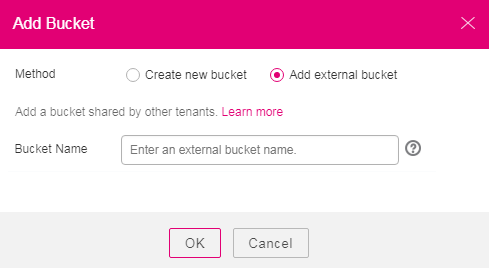 Add Bucket
Method Create new bucket Add external bucket
Add a bucket shared by other tenants. Learn more
Bucket Name Enter an external bucket name. ?
OK Cancel